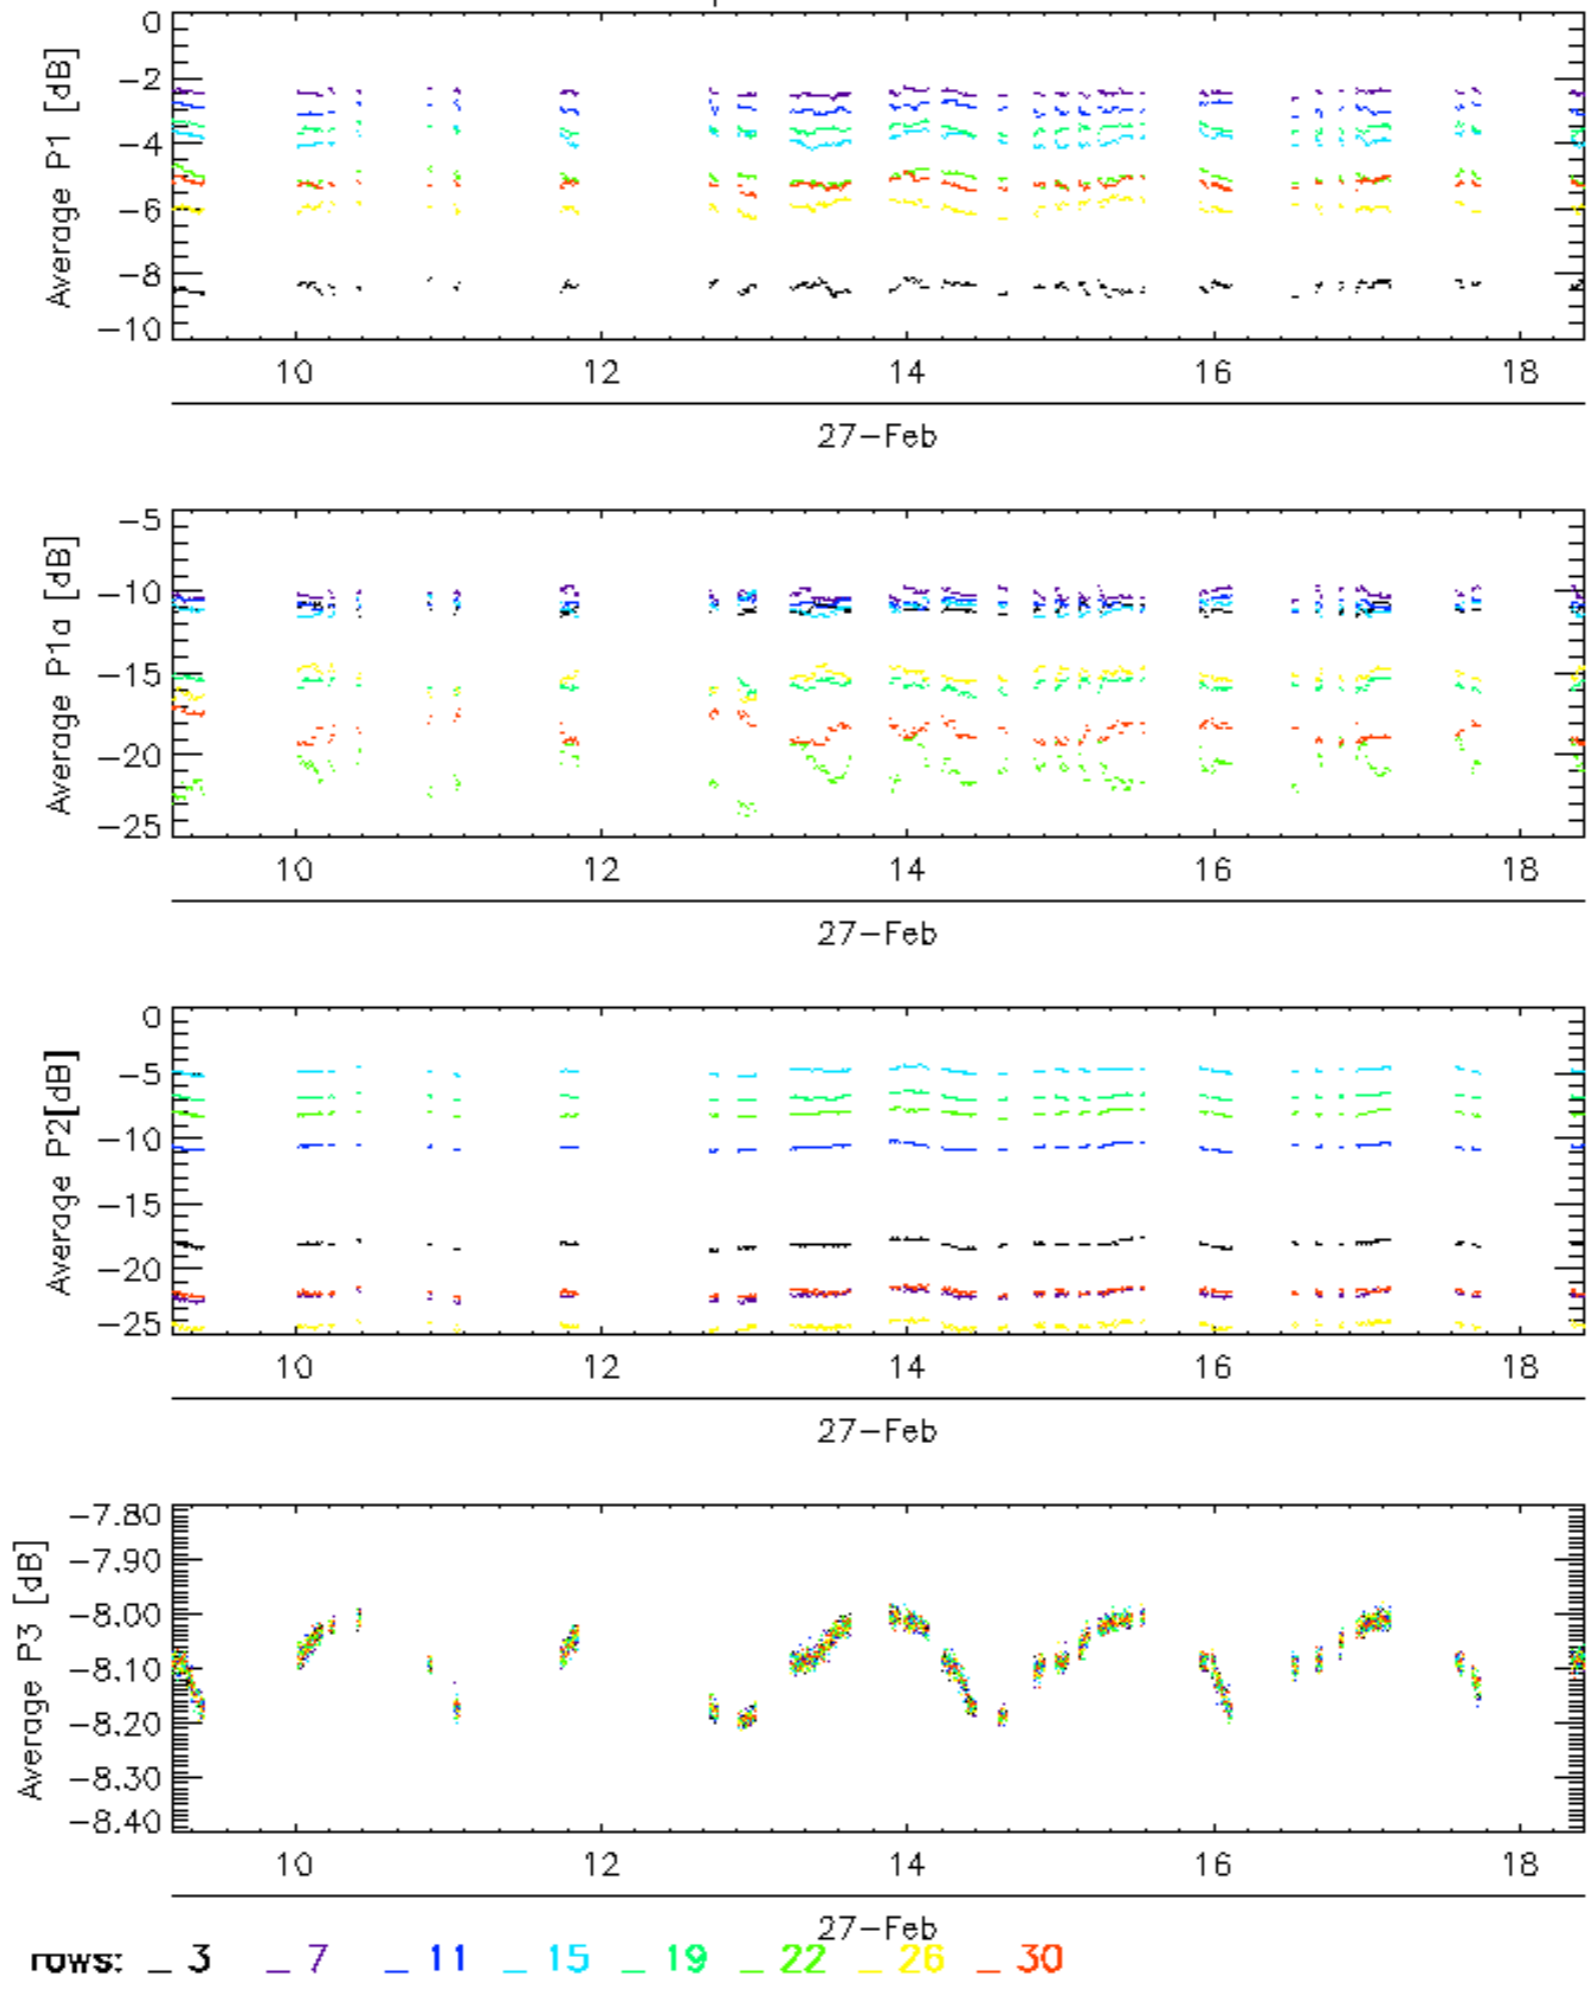 Average P1 [dB]
0
−2
−4
−6
−8
−10
10 12 14 16 18
27−Feb
Average P1a [dB]
−5
−10
−15
−20
−25
10 12 14 16 18
27−Feb
Average P2[dB]
0
−5
−10
−15
−20
−25
10 12 14 16 18
27−Feb
Average P3 [dB]
−7.80
−7.90
−8.00
−8.10
−8.20
−8.30
−8.40
10 12 14 16 18
27−Feb
rows: _ 3 _ 7 _ 11 _ 15 _ 19 _ 22 _ 26 _ 30